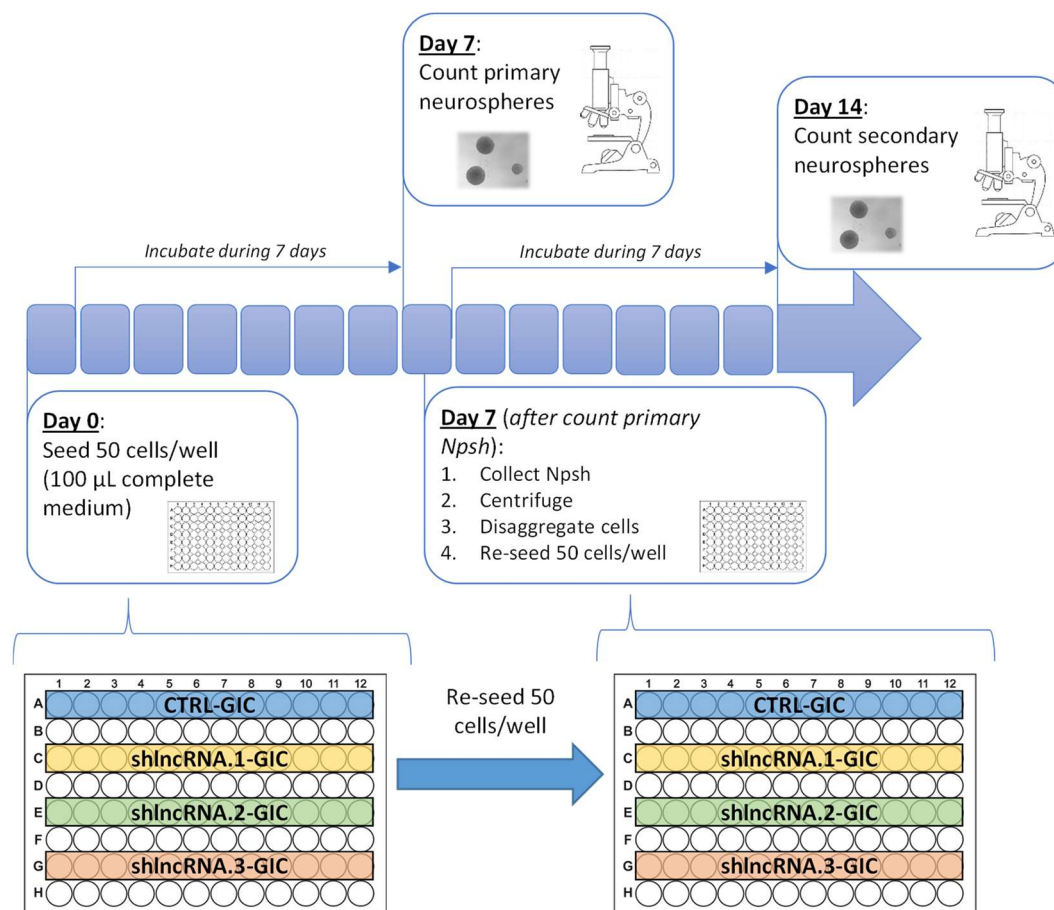 Day 7:
Count primary
neurospheres
Day 14:
Count secondary
neurospheres
Incubate during 7 days
Incubate during 7 days
Day 0:
Seed 50 cells/well
(100 µL complete
medium)
Day 7 (after count primary
Npsh):
1. Collect Npsh
2. Centrifuge
3. Disaggregate cells
4. Re-seed 50 cells/well
1 2 3 4 5 6 7 8 9 10 11 12
A CTRL-GIC
B
C shlncRNA.1-GIC
D
E shlncRNA.2-GIC
F
G shlncRNA.3-GIC
H
Re-seed 50
cells/well
1 2 3 4 5 6 7 8 9 10 11 12
A CTRL-GIC
B
C shlncRNA.1-GIC
D
E shlncRNA.2-GIC
F
G shlncRNA.3-GIC
H